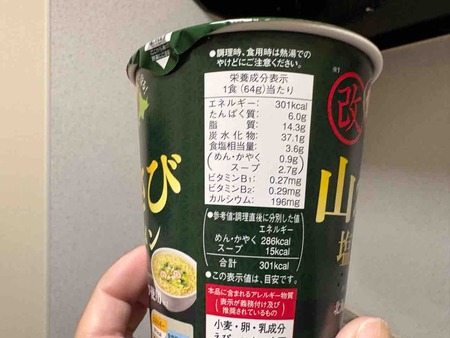 ●調理時、食用時は熱湯での
やけどにご注意ください。
栄養成分表示
1食(64g)当たり
エネルギー: 301kcal
たんぱく質: 6.0g
脂質: 14.3g
炭水化物: 37.1g
食塩相当量: 3.6g
(めん・かやく 0.9g)
(スープ 2.7g)
ビタミンB1: 0.27mg
ビタミンB2: 0.29mg
カルシウム: 196mg
●参考値:調理直後に分別した値
エネルギー
めん・かやく 286kcal
スープ 15kcal
合計 301kcal
●この表示値は、目安です。
本品に含まれるアレルギー物質
(表示が義務付け及び
推奨されているもの)
小麦・卵・乳成分
び
ン
改
山
塩
北